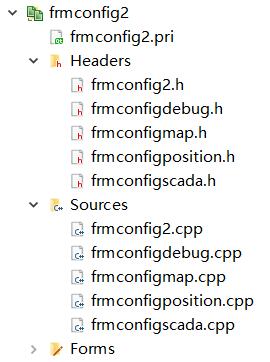 frmconfig2
frmconfig2.pri
Headers
frmconfig2.h
frmconfigdebug.h
frmconfigmap.h
frmconfigposition.h
frmconfigscada.h
Sources
frmconfig2.cpp
frmconfigdebug.cpp
frmconfigmap.cpp
frmconfigposition.cpp
frmconfigscada.cpp
Forms